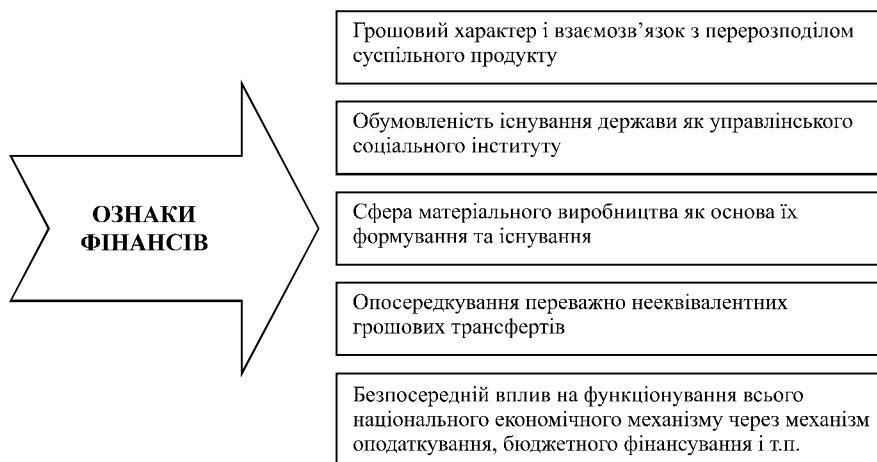 ОЗНАКИ
ФІНАНСІВ
Грошовий характер і взаємозв’язок з перерозподілом
суспільного продукту
Обумовленість існування держави як управлінського
соціального інституту
Сфера матеріального виробництва як основа їх
формування та існування
Опосередкування переважно нееквівалентних
грошових трансфертів
Безпосередній вплив на функціонування всього
національного економічного механізму через механізм
оподаткування, бюджетного фінансування і т.п.